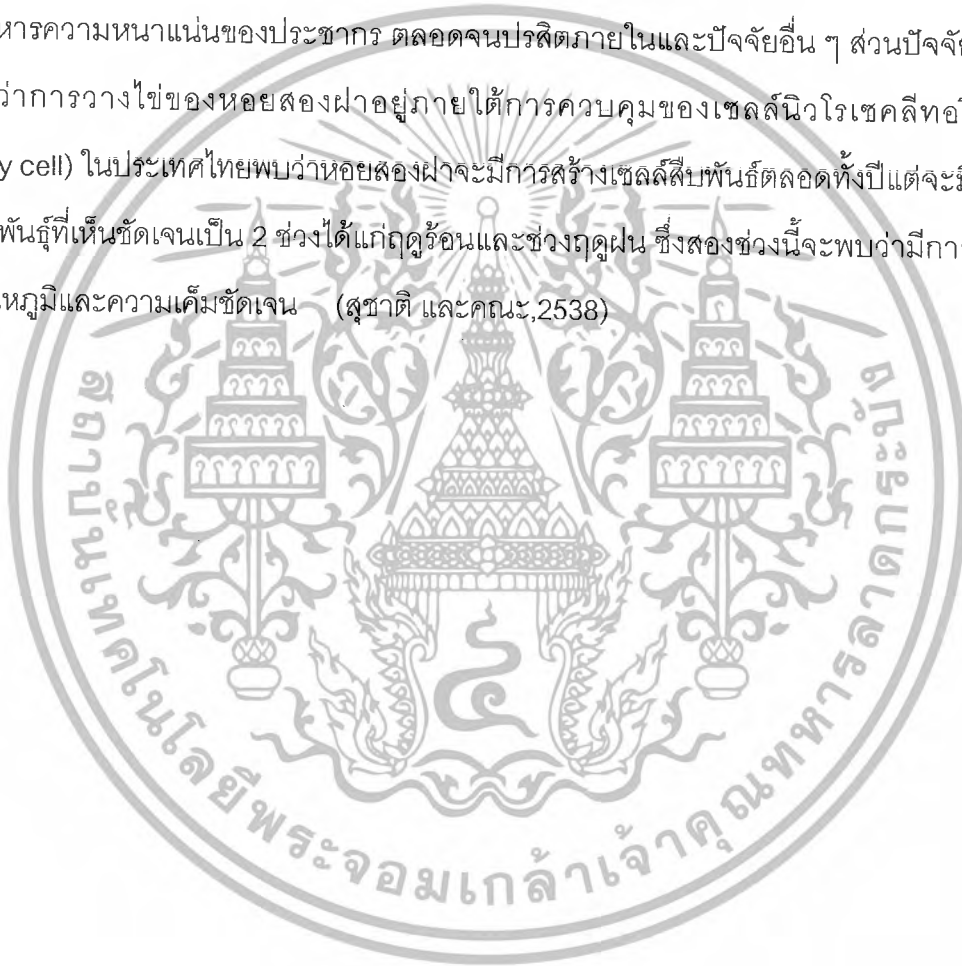 หารความหนาแน่นของประชากร ตลอดจนปรสิตภายในและปัจจัยอื่น ๆ ส่วนปัจจัย
ว่าการวางไข่ของหอยสองฝาอยู่ภายใต้การควบคุมของเซลล์นิวโรเซคลีทอ
y cell) ในประเทศไทยพบว่าหอยสองฝาจะมีการสร้างเซลล์สืบพันธ์ตลอดทั้งปีแต่จะมี
พันธุ์ที่เห็นชัดเจนเป็น 2 ช่วงได้แก่ฤดูร้อนและช่วงฤดูฝน ซึ่งสองช่วงนี้จะพบว่ามีกา
หภูมิและความเค็มชัดเจน (สุชาติ และคณะ,2538)
สถาบันเทคโนโลยีพระจอมเกล้าเจ้าคุณทหารลาดกระบัง